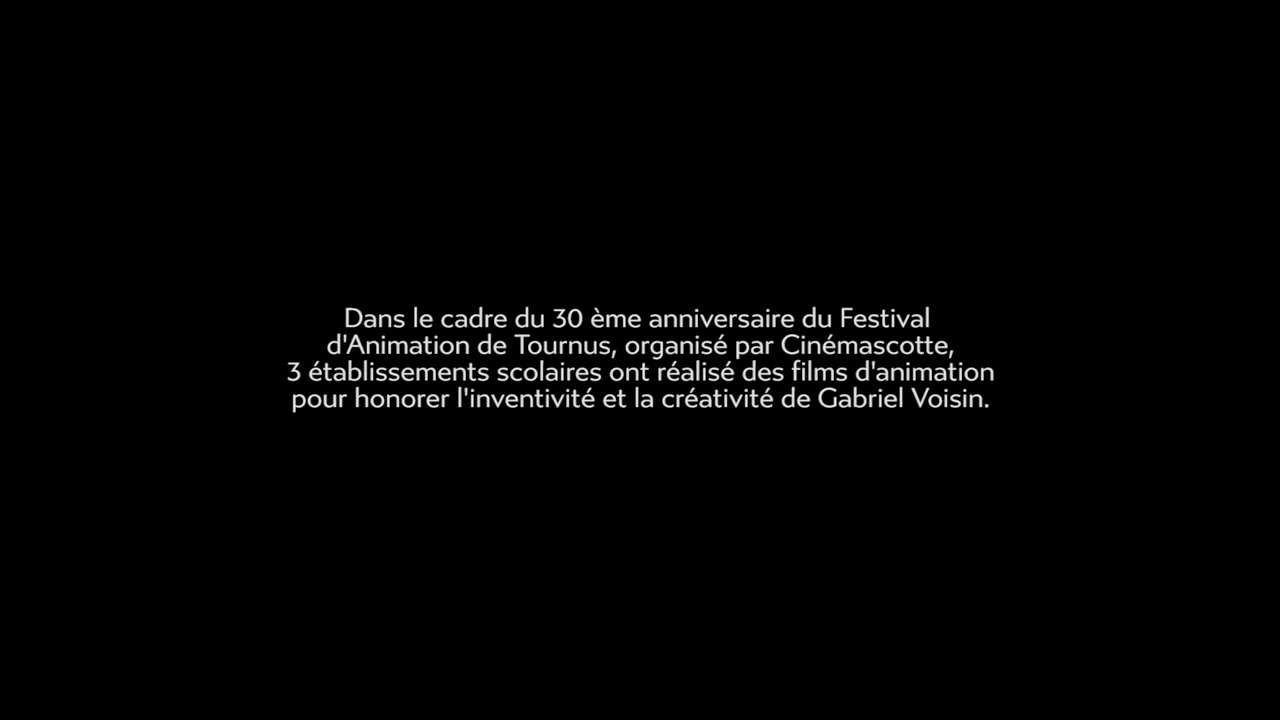 Dans le cadre du 30 ème anniversaire du Festival
d'Animation de Tournus, organisé par Cinémascotte,
3 établissements scolaires ont réalisé des films d'animation
pour honorer l'inventivité et la créativité de Gabriel Voisin.